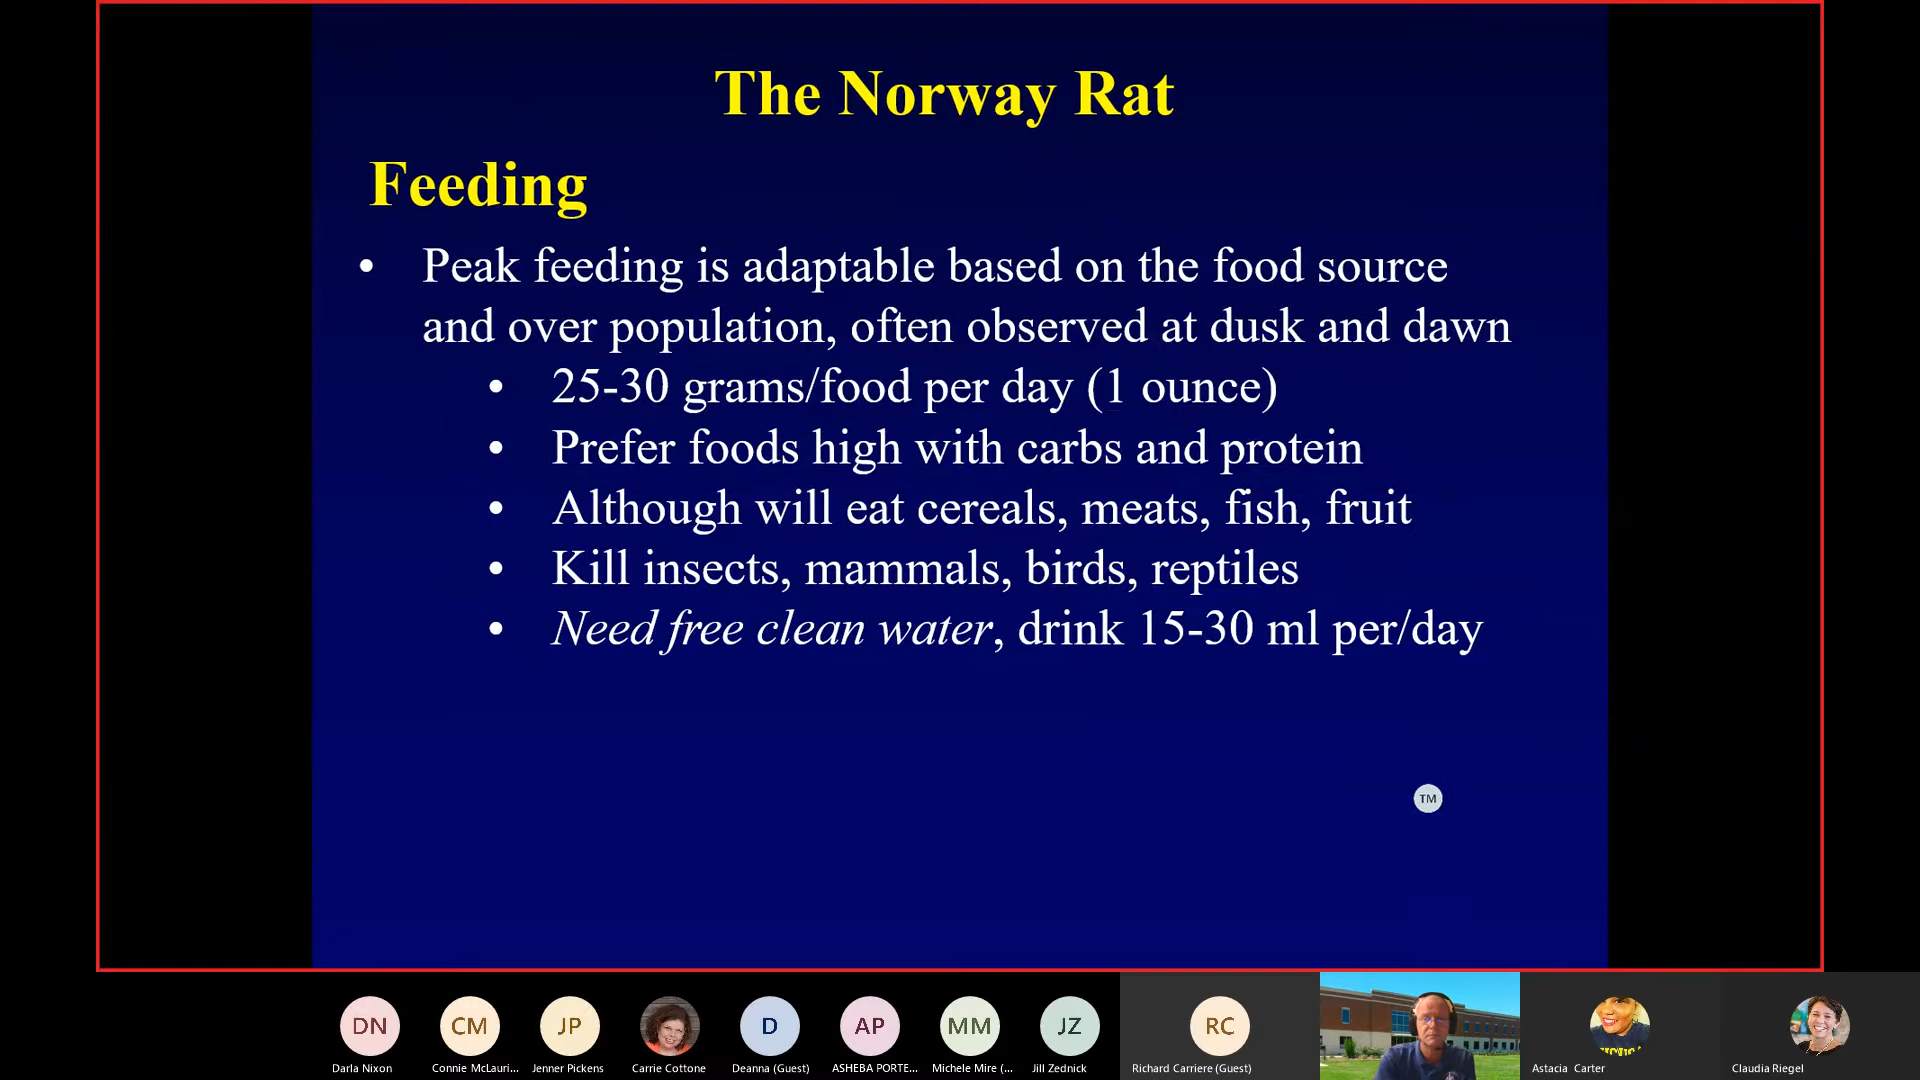 The Norway Rat
Feeding
• Peak feeding is adaptable based on the food source
and over population, often observed at dusk and dawn
• 25-30 grams/food per day (1 ounce)
• Prefer foods high with carbs and protein
• Although will eat cereals, meats, fish, fruit
• Kill insects, mammals, birds, reptiles
• Need free clean water, drink 15-30 ml per/day
TM
DN
CM
JP
D
AP
MM
JZ
RC
Darla Nixon
Connie McLauri...
Jenner Pickens
Carrie Cottone
Deanna (Guest)
ASHEBA PORTE...
Michele Mire (...
Jill Zednick
Richard Carriere (Guest)
Astacia Carter
Claudia Riegel